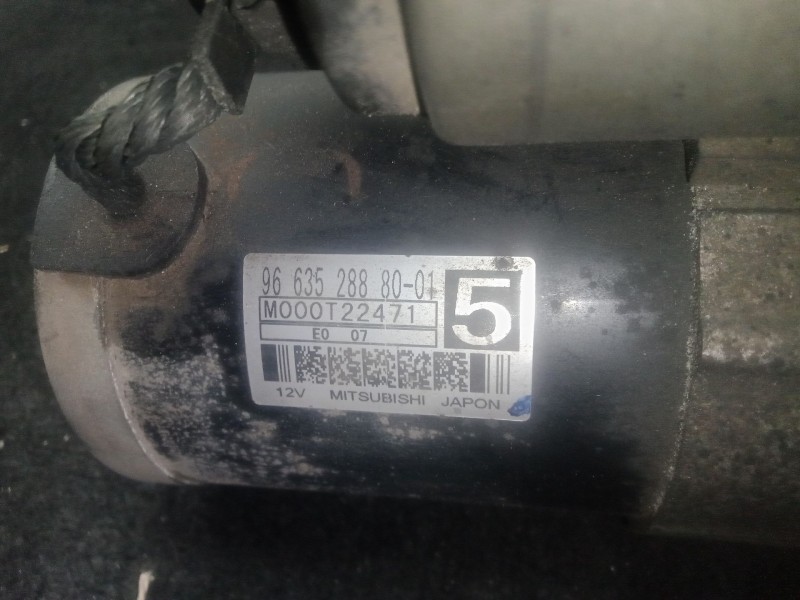 96 635 288 80-01
5
M000T22471
E0 07
12V MITSUBISHI JAPON